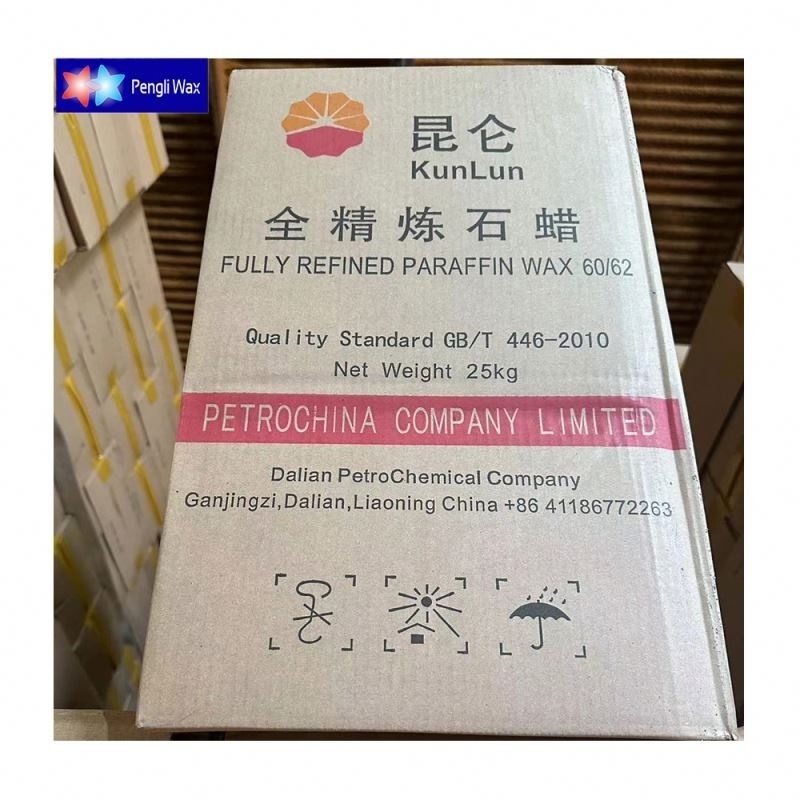 Pengli Wax
昆仑
KunLun
全精炼石蜡
FULLY REFINED PARAFFIN WAX 60/62
Quality Standard GB/T 446-2010
Net Weight 25kg
PETROCHINA COMPANY LIMITED
Dalian PetroChemical Company
Ganjingzi,Dalian,Liaoning China +86 41186772263